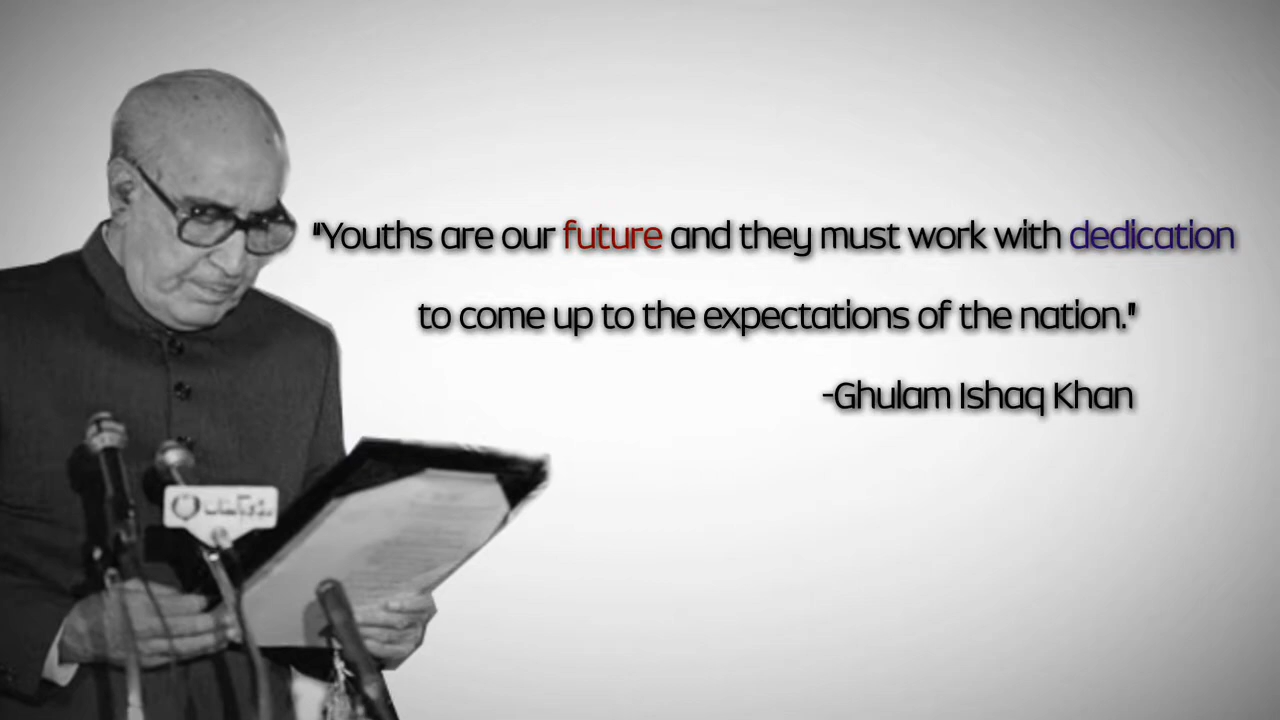 "Youths are our future and they must work with dedication
to come up to the expectations of the nation."
-Ghulam Ishaq Khan